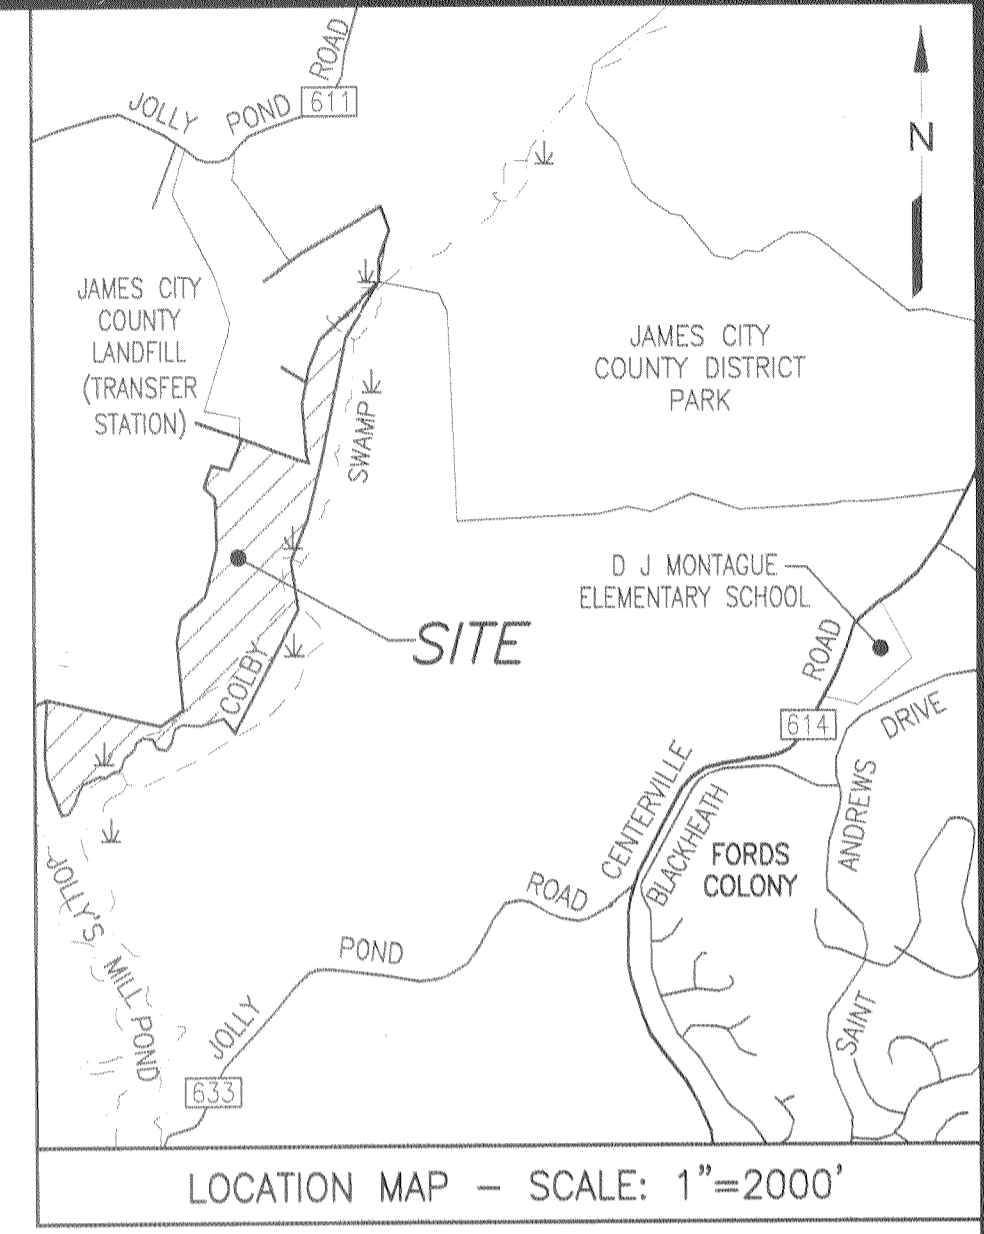 JOLLY POND ROAD
611
N
JAMES CITY
COUNTY
LANDFILL
(TRANSFER
STATION)
JAMES CITY
COUNTY DISTRICT
PARK
SWAMP
COLBY
SITE
D J MONTAGUE
ELEMENTARY SCHOOL
CENTERVILLE ROAD
614
SAINT ANDREWS DRIVE
BLACKHEATH
FORDS
COLONY
JOLLY POND ROAD
633
JOLLY'S MILL POND
LOCATION MAP - SCALE: 1"=2000'